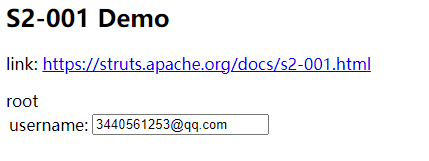 S2-001 Demo
link: https://struts.apache.org/docs/s2-001.html
root
username: 3440561253@qq.com